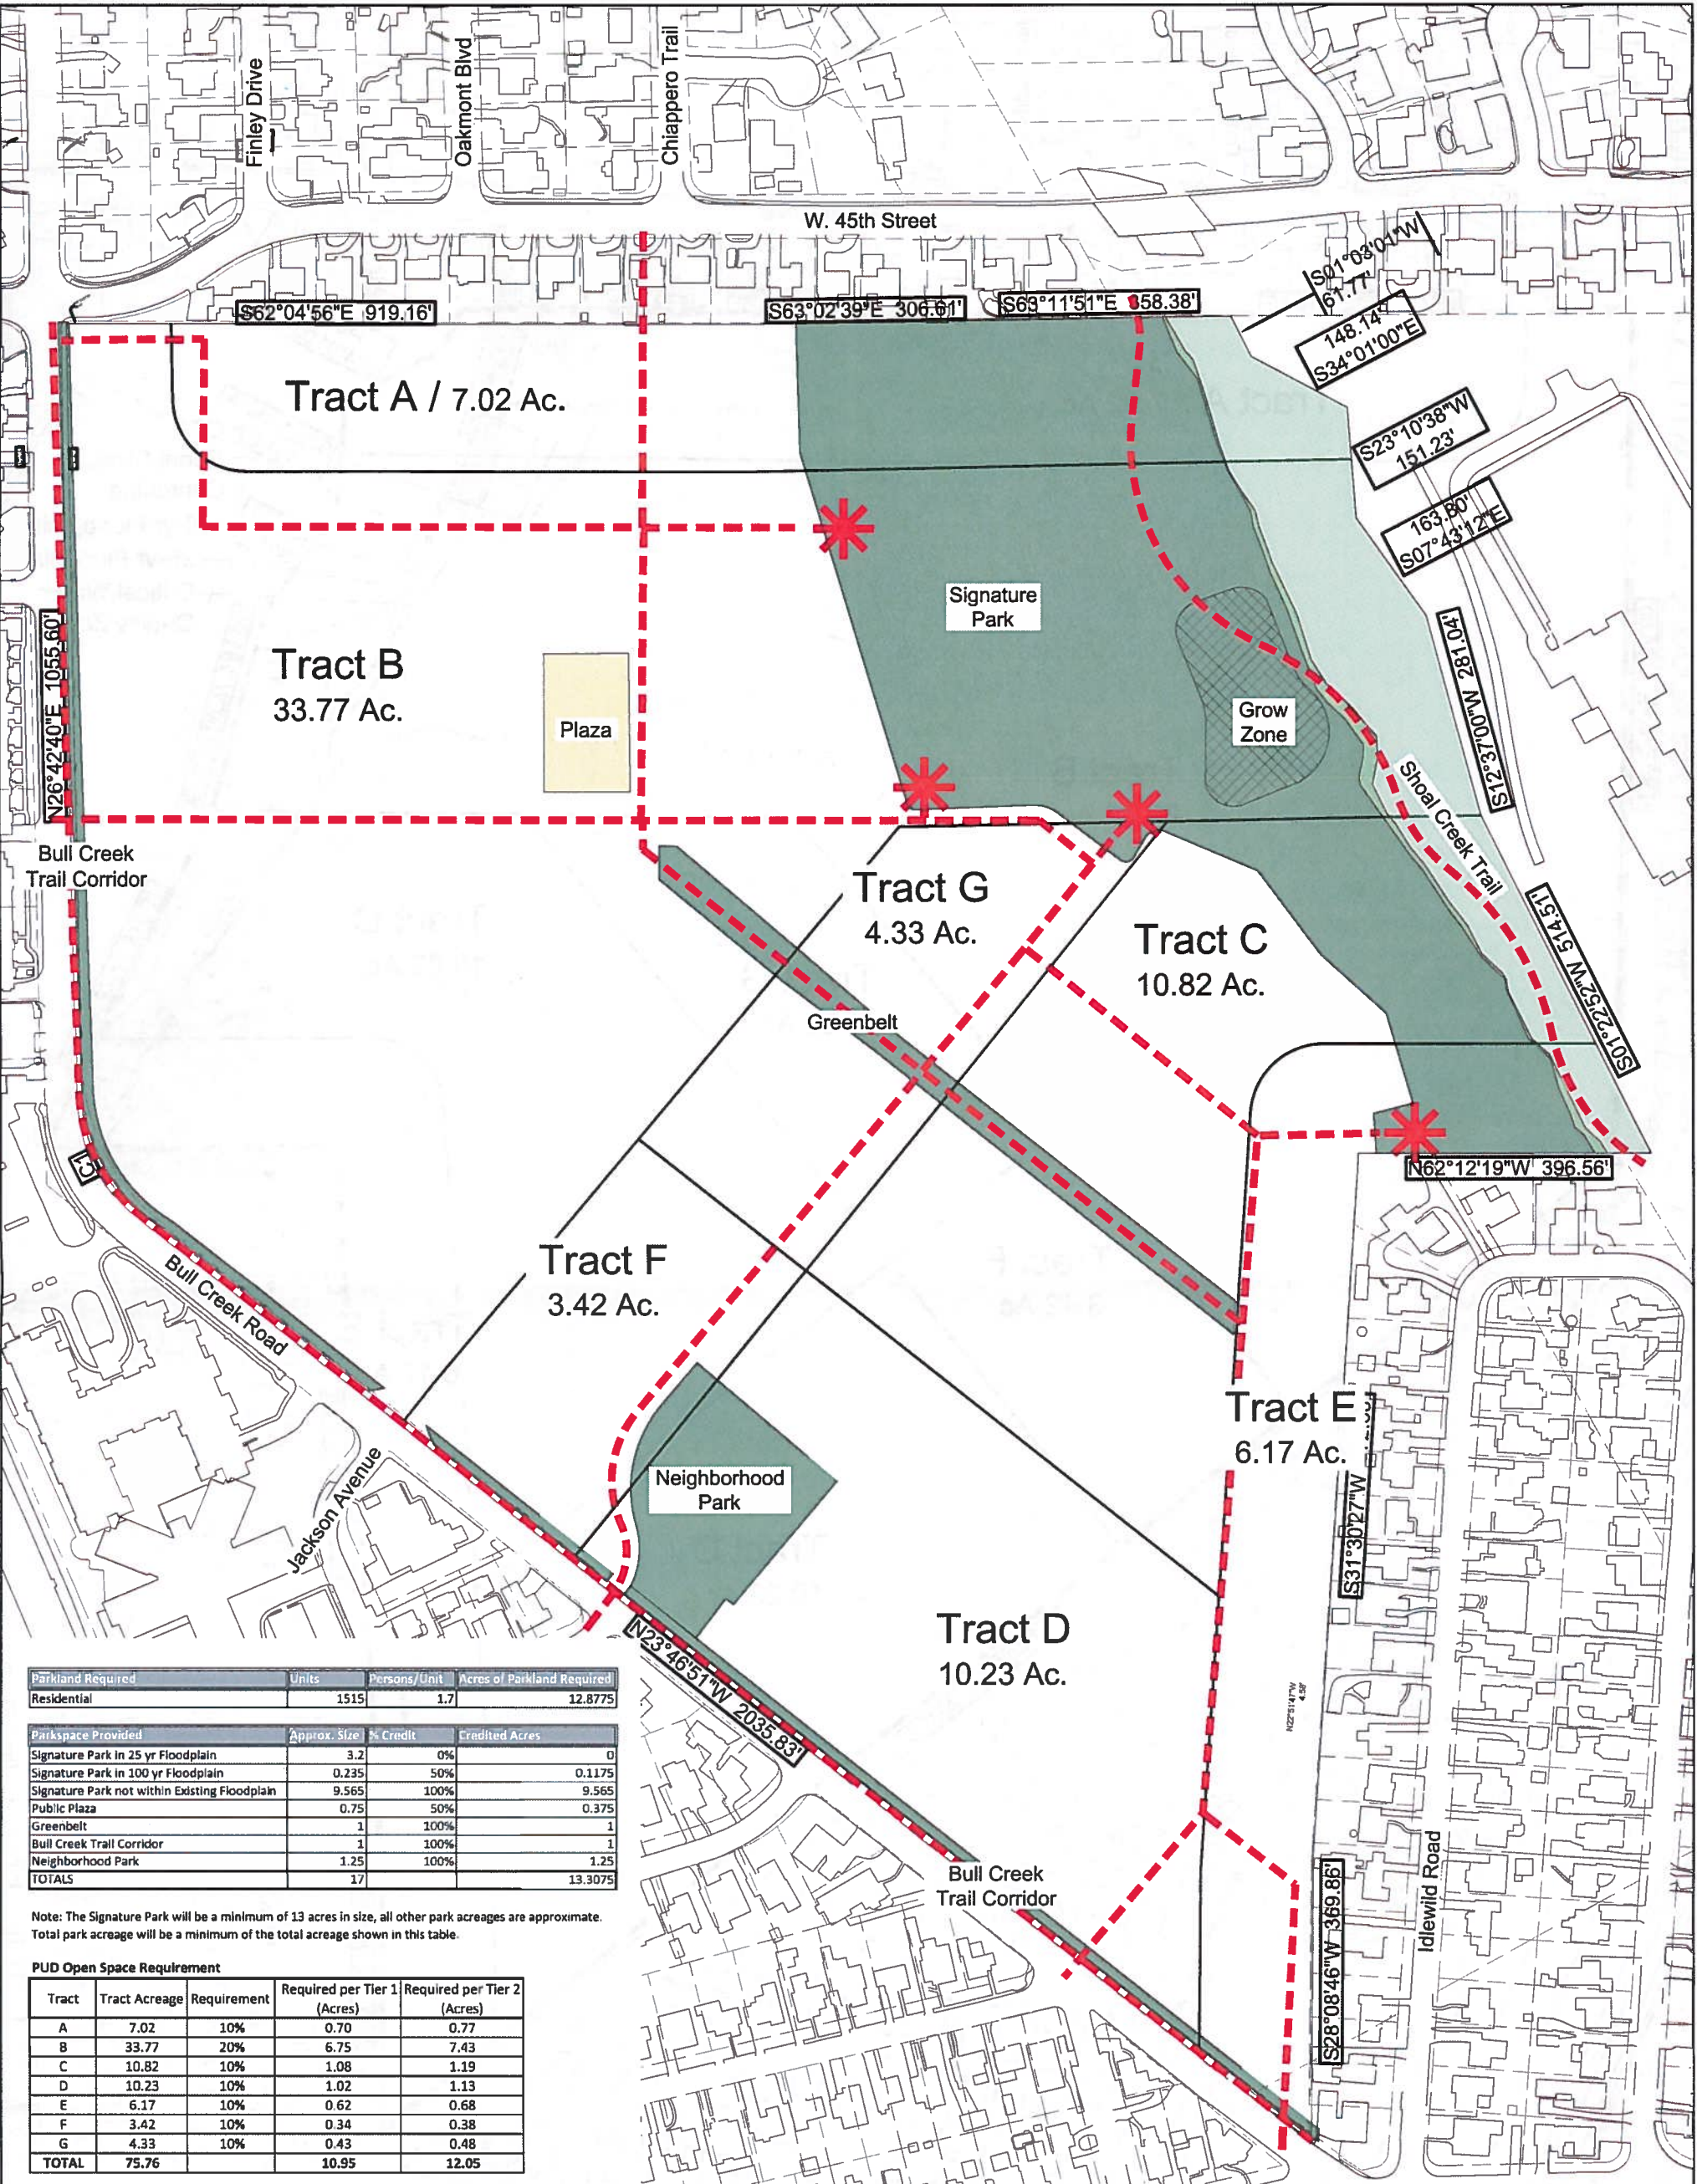 Finley Drive
Oakmont Blvd
Chiappero Trail
W. 45th Street
S62°04'56"E 919.16'
S63°02'39"E 306.61'
S63°11'51"E 358.38'
S01°03'01"W
61.77'
148.14'
S34°01'00"E
S23°10'38"W
151.23'
163.80'
S07°43'12"E
S12°37'00"W 281.04'
S01°22'52"W 514.51'
Tract A / 7.02 Ac.
Signature
Park
Tract B
33.77 Ac.
Plaza
Grow
Zone
Shoal Creek Trail
N26°42'40"E 1055.60'
Bull Creek
Trail Corridor
Tract G
4.33 Ac.
Tract C
10.82 Ac.
Greenbelt
C1
N62°12'19"W 396.56'
Tract F
3.42 Ac.
Bull Creek Road
Tract E
6.17 Ac.
S31°30'27"W
Jackson Avenue
Neighborhood
Park
Tract D
10.23 Ac.
N23°46'51"W 2035.83'
N22°51'47"W
4.58'
Bull Creek
Trail Corridor
S28°08'46"W 369.86'
Idlewild Road
Parkland Required Units Persons/Unit Acres of Parkland Required
Residential 1515 1.7 12.8775
Parkspace Provided Approx. Size % Credit Credited Acres
Signature Park in 25 yr Floodplain 3.2 0% 0
Signature Park in 100 yr Floodplain 0.235 50% 0.1175
Signature Park not within Existing Floodplain 9.565 100% 9.565
Public Plaza 0.75 50% 0.375
Greenbelt 1 100% 1
Bull Creek Trail Corridor 1 100% 1
Neighborhood Park 1.25 100% 1.25
TOTALS 17 13.3075
Note: The Signature Park will be a minimum of 13 acres in size, all other park acreages are approximate.
Total park acreage will be a minimum of the total acreage shown in this table.
PUD Open Space Requirement
Tract Tract Acreage Requirement Required per Tier 1 (Acres) Required per Tier 2 (Acres)
A 7.02 10% 0.70 0.77
B 33.77 20% 6.75 7.43
C 10.82 10% 1.08 1.19
D 10.23 10% 1.02 1.13
E 6.17 10% 0.62 0.68
F 3.42 10% 0.34 0.38
G 4.33 10% 0.43 0.48
TOTAL 75.76 10.95 12.05